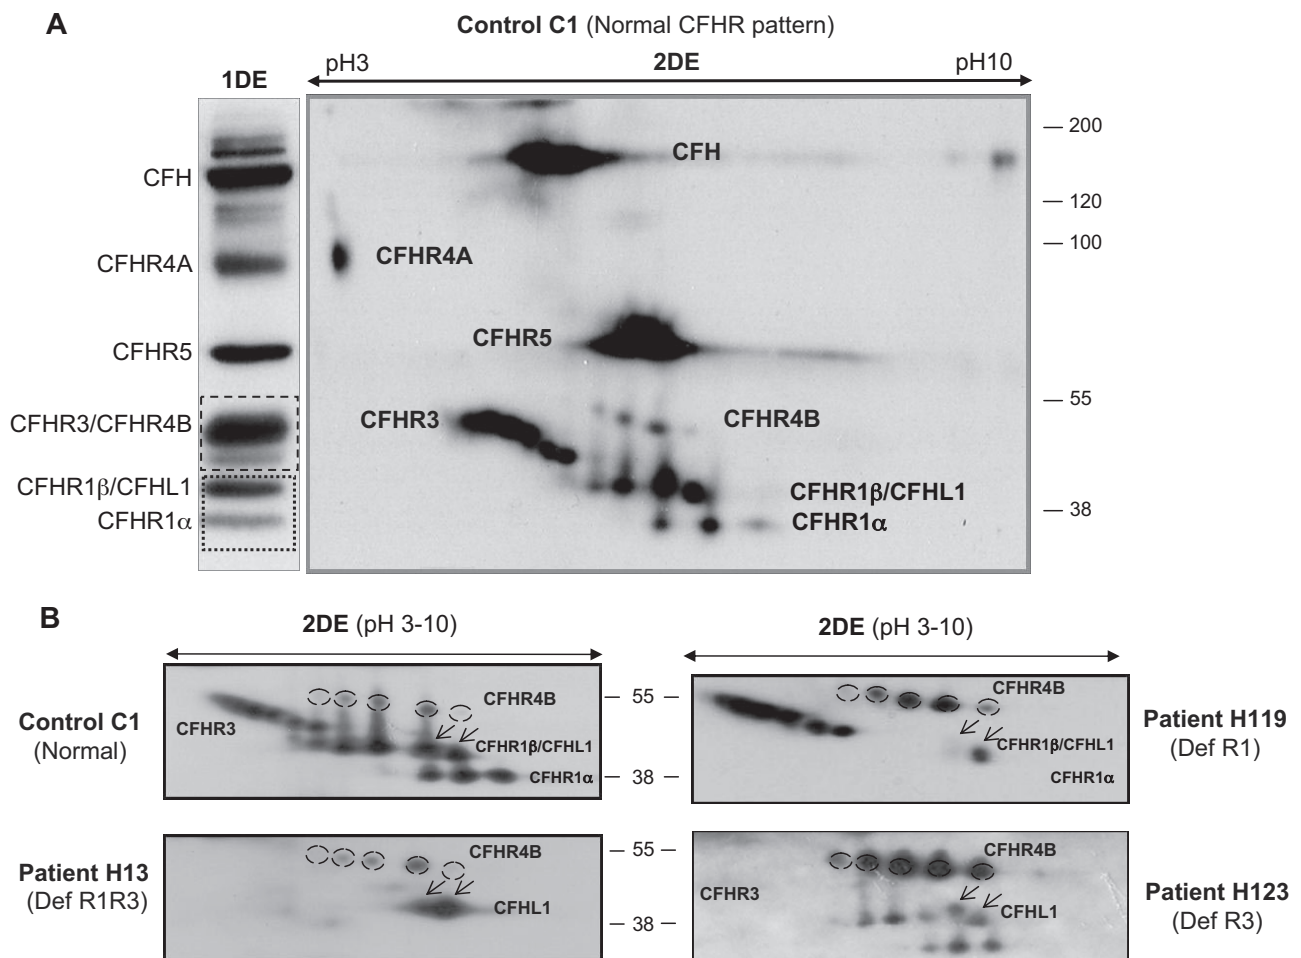 A
Control C1 (Normal CFHR pattern)
pH3
2DE
pH10
1DE
CFH
CFHR4A
CFHR5
CFHR3/CFHR4B
CFHR1β/CFHL1
CFHR1α
CFH
CFHR4A
CFHR5
CFHR3
CFHR4B
CFHR1β/CFHL1
CFHR1α
— 200
— 120
— 100
— 55
— 38
B
2DE (pH 3-10)
2DE (pH 3-10)
Control C1
(Normal)
CFHR3
CFHR4B
CFHR1β/CFHL1
CFHR1α
— 55 —
— 38 —
CFHR4B
CFHR1β/CFHL1
CFHR1α
Patient H119
(Def R1)
Patient H13
(Def R1R3)
CFHR4B
CFHL1
— 55 —
— 38 —
CFHR3
CFHR4B
CFHL1
Patient H123
(Def R3)